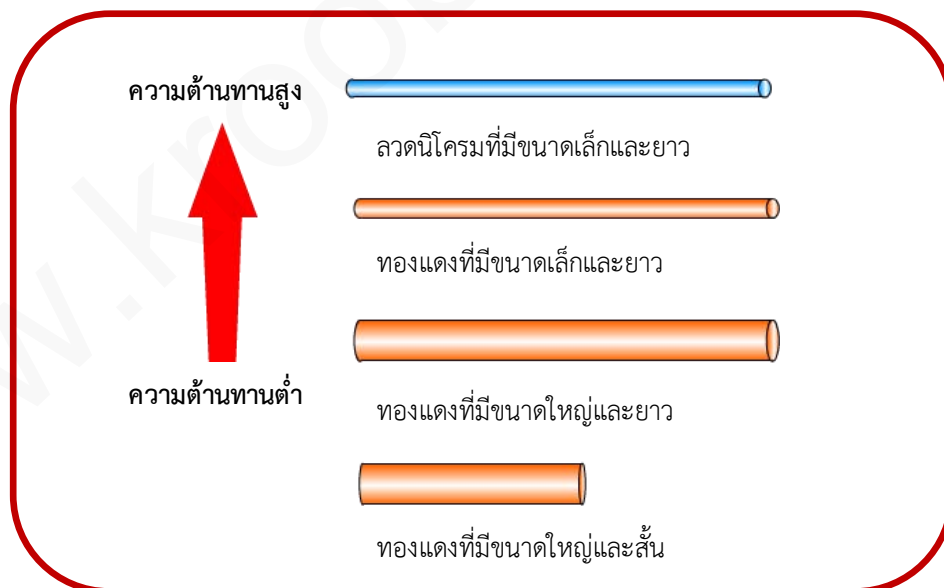 ความต้านทานสูง
ลวดนิโครมที่มีขนาดเล็กและยาว
ทองแดงที่มีขนาดเล็กและยาว
ความต้านทานต่ำ
ทองแดงที่มีขนาดใหญ่และยาว
ทองแดงที่มีขนาดใหญ่และสั้น